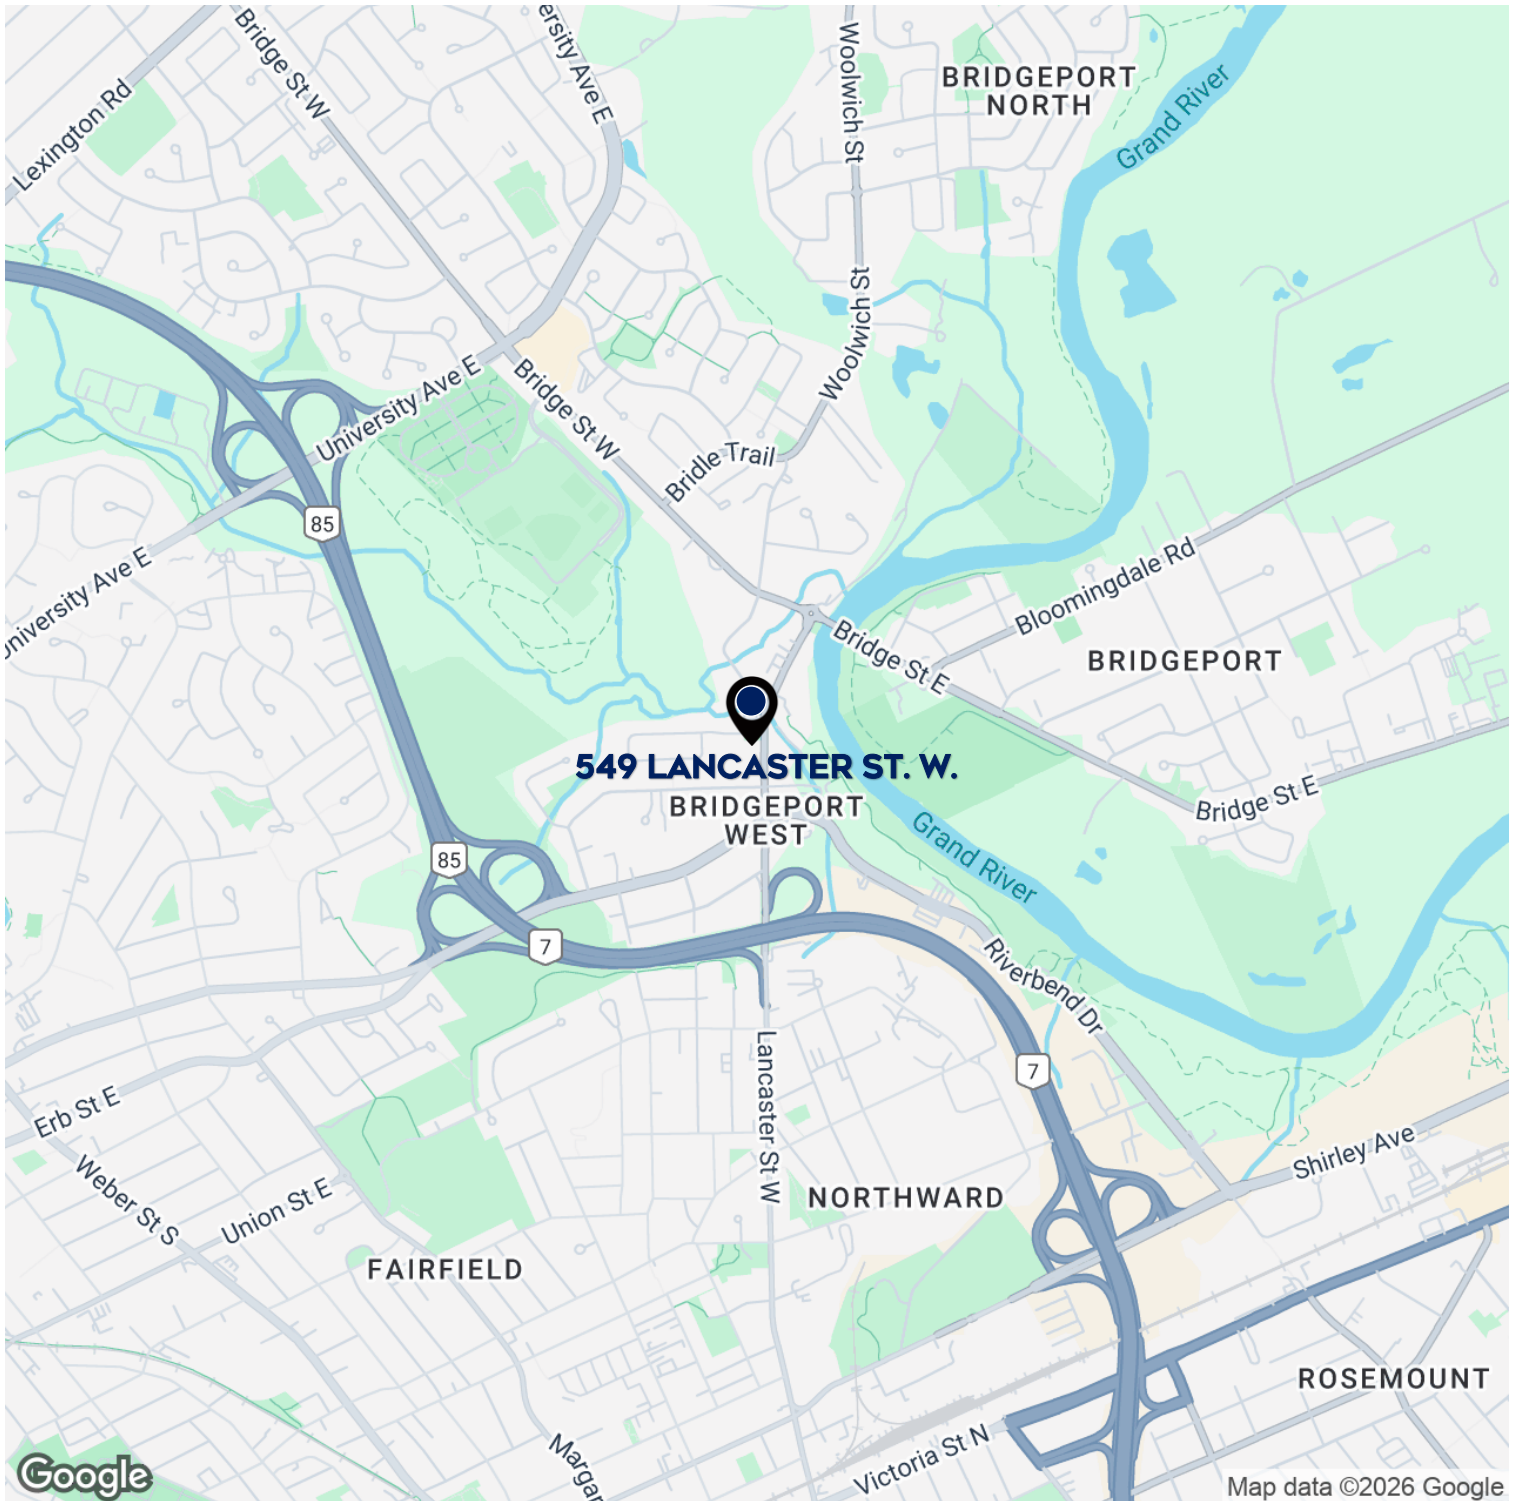 Bridge St W
ersity Ave E
Woolwich St
BRIDGEPORT
NORTH
Grand River
Lexington Rd
Woolwich St
University Ave E
Bridge St W
Bridle Trail
85
University Ave E
Bloomingdale Rd
Bridge St E
BRIDGEPORT
549 LANCASTER ST. W.
BRIDGEPORT
WEST
Bridge St E
Grand River
85
7
Riverbend Dr
Lancaster St W
7
Erb St E
Shirley Ave
Weber St S
Union St E
NORTHWARD
FAIRFIELD
ROSEMOUNT
Margar
Victoria St N
Google
Map data ©2026 Google